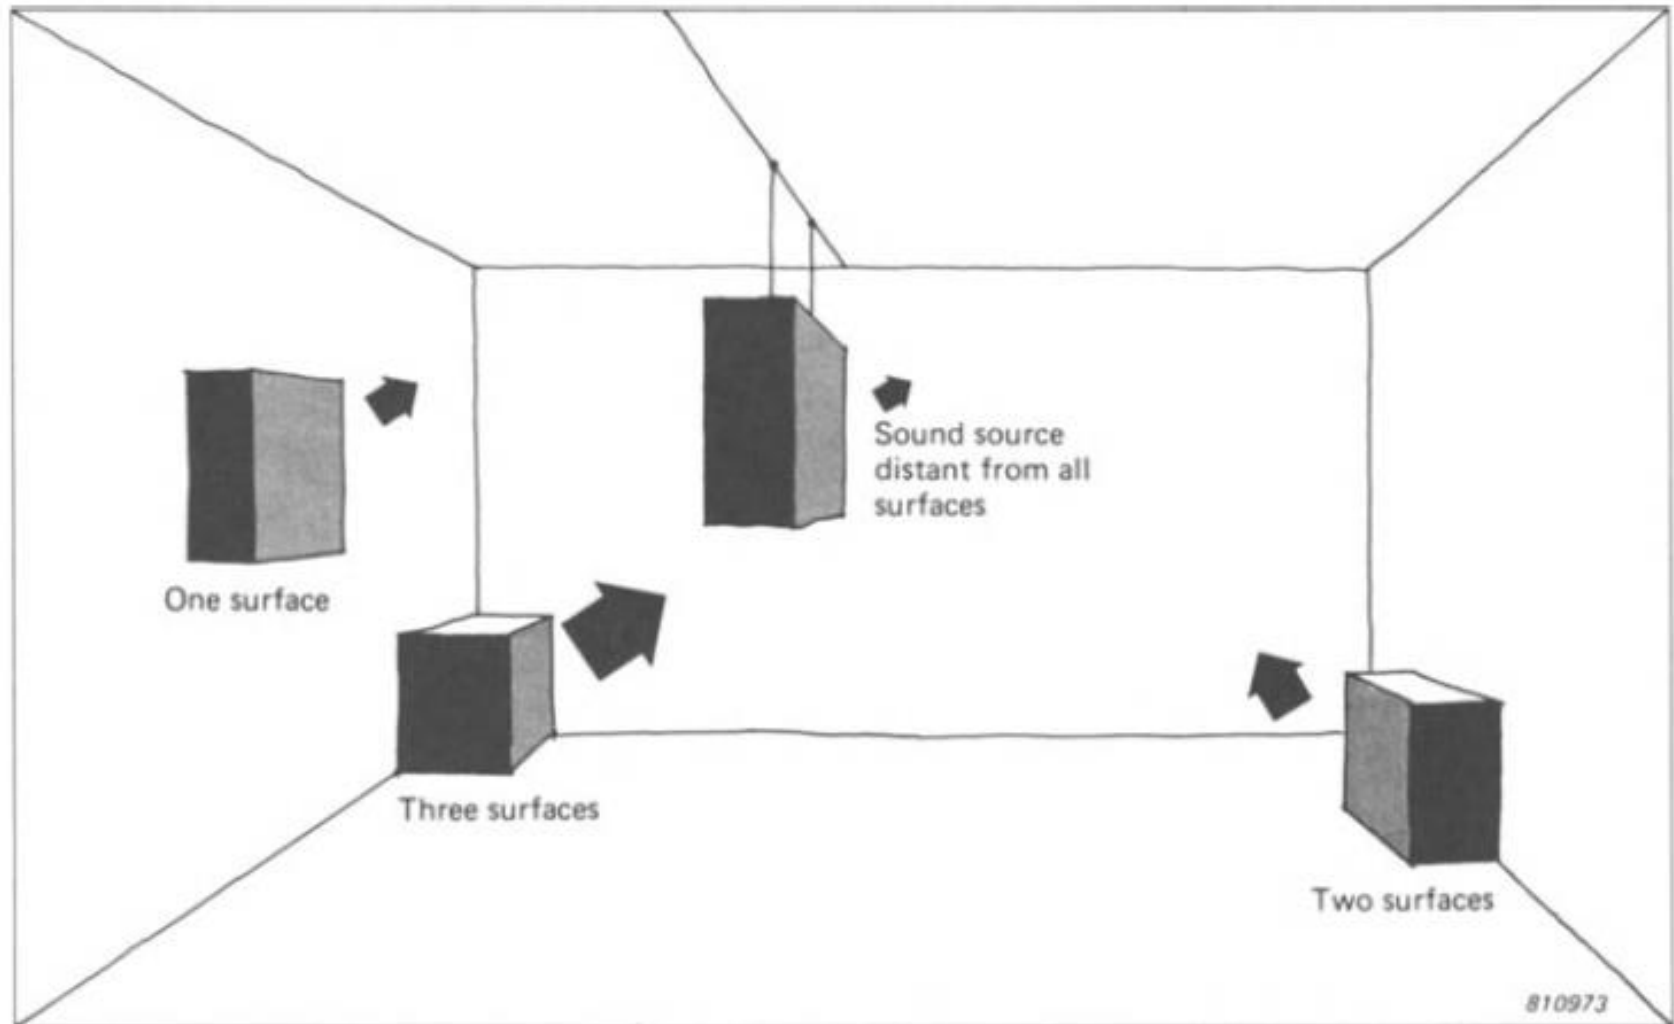 Sound source
distant from all
surfaces
One surface
Three surfaces
Two surfaces
810973